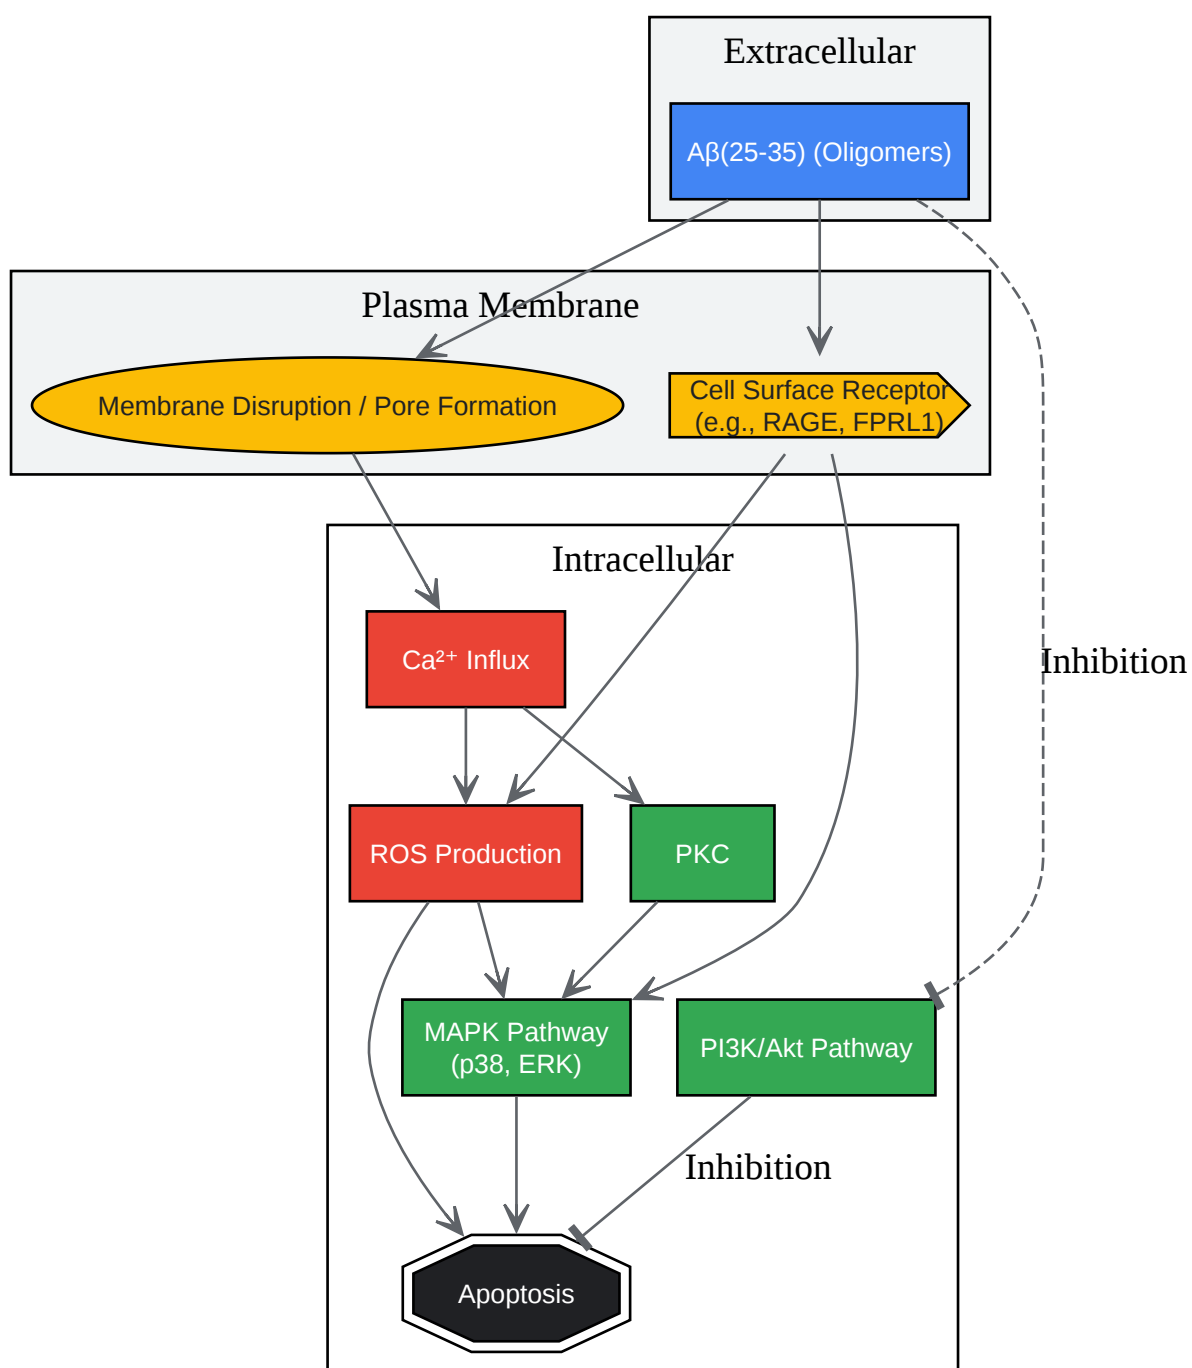 Extracellular
Aβ(25-35) (Oligomers)
Plasma Membrane
Membrane Disruption / Pore Formation
Cell Surface Receptor
(e.g., RAGE, FPRL1)
Intracellular
Ca²⁺ Influx
Inhibition
ROS Production
PKC
MAPK Pathway
(p38, ERK)
PI3K/Akt Pathway
Inhibition
Apoptosis